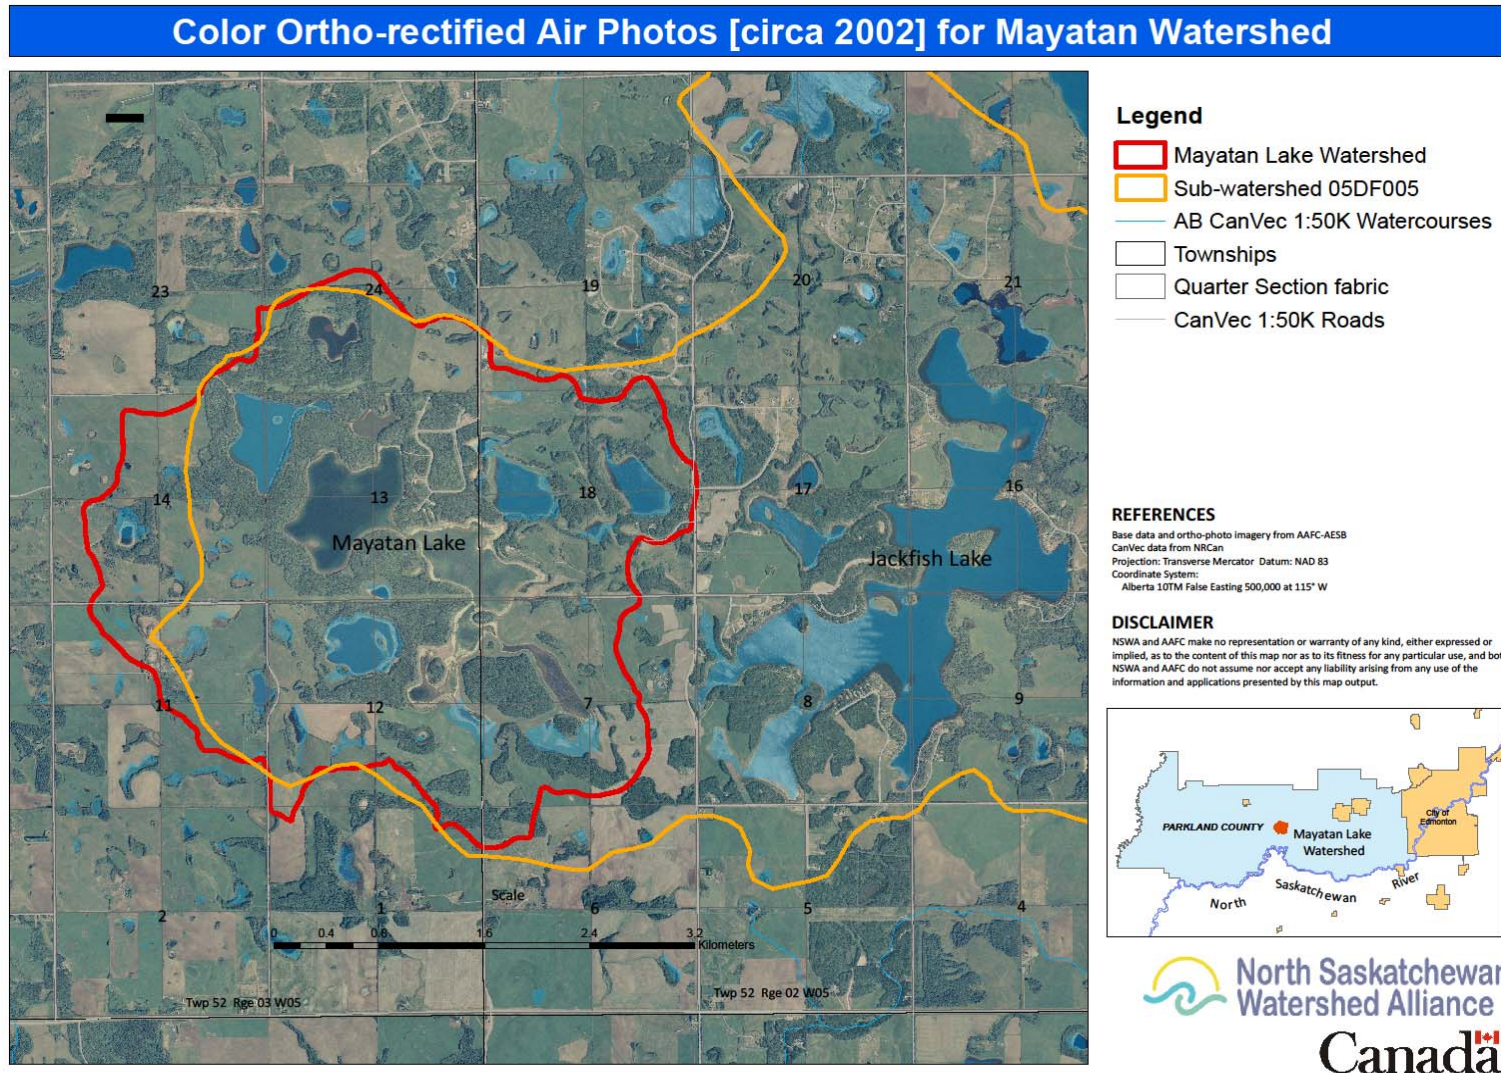 Color Ortho-rectified Air Photos [circa 2002] for Mayatan Watershed
Legend
Mayatan Lake Watershed
Sub-watershed 05DF005
AB CanVec 1:50K Watercourses
Townships
Quarter Section fabric
CanVec 1:50K Roads
23
24
19
20
21
14
13
18
17
16
Mayatan Lake
Jackfish Lake
11
12
7
8
9
2
1
6
5
4
Scale
0 0.4 0.8 1.6 2.4 3.2
Kilometers
Twp 52 Rge 03 W05
Twp 52 Rge 02 W05
REFERENCES
Base data and ortho-photo imagery from AAFC-AESB
CanVec data from NRCan
Projection: Transverse Mercator Datum: NAD 83
Coordinate System:
Alberta 10TM False Easting 500,000 at 115° W
DISCLAIMER
NSWA and AAFC make no representation or warranty of any kind, either expressed or
implied, as to the content of this map nor as to its fitness for any particular use, and bot
NSWA and AAFC do not assume nor accept any liability arising from any use of the
information and applications presented by this map output.
PARKLAND COUNTY
Mayatan Lake
Watershed
City of
Edmonton
North Saskatchewan River
North Saskatchewan
Watershed Alliance
Canada